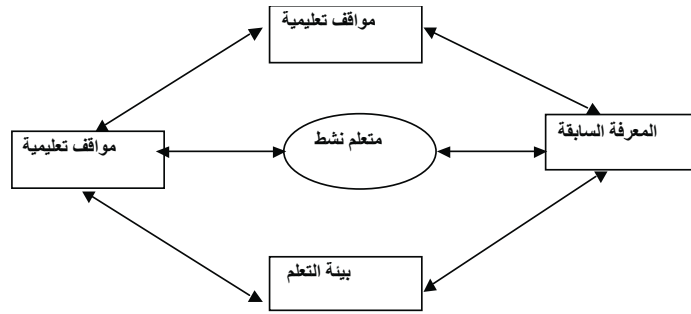 مواقف تعليمية
المعرفة السابقة
متعلم نشط
مواقف تعليمية
بيئة التعلم